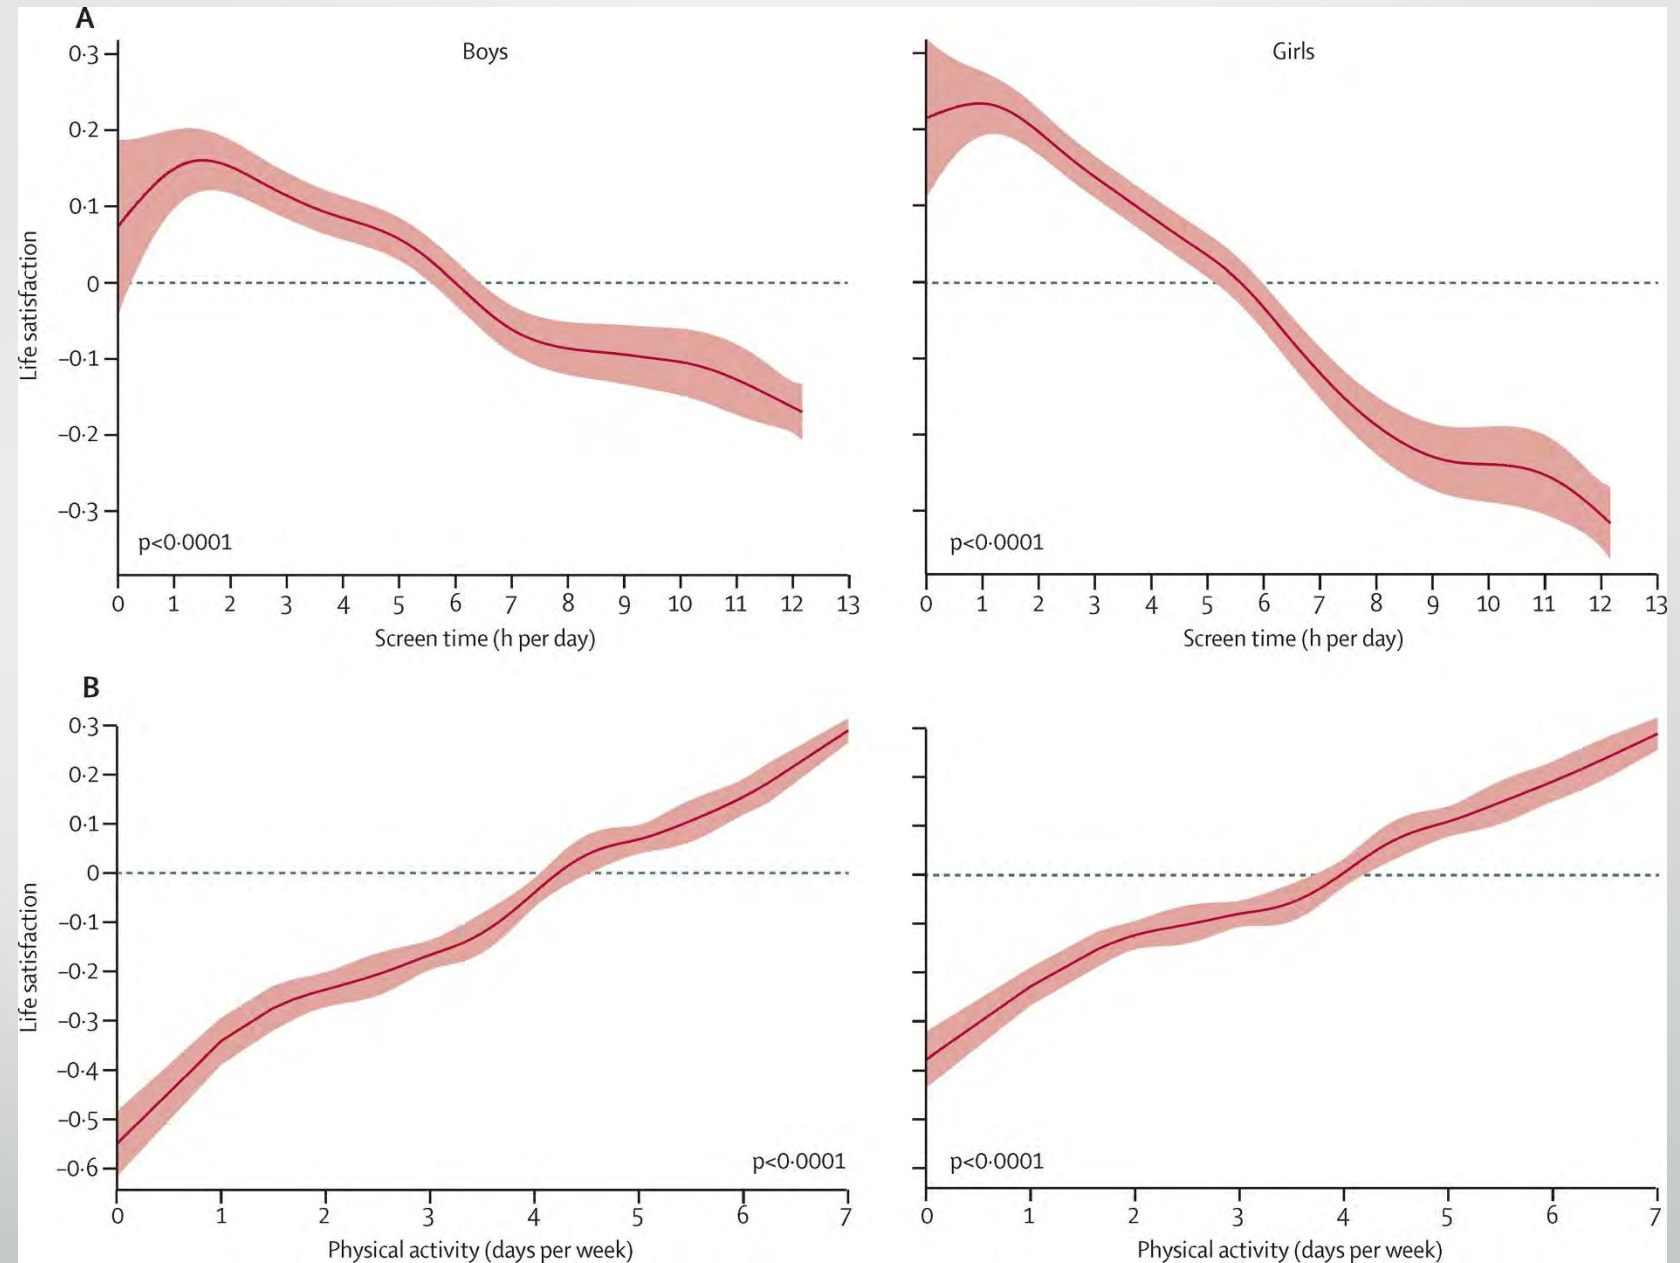 A
Boys
Girls
0·3
0·2
0·1
0
–0·1
–0·2
–0·3
Life satisfaction
p<0·0001
p<0·0001
0 1 2 3 4 5 6 7 8 9 10 11 12 13
0 1 2 3 4 5 6 7 8 9 10 11 12 13
Screen time (h per day)
Screen time (h per day)
B
0·3
0·2
0·1
0
–0·1
–0·2
–0·3
–0·4
–0·5
–0·6
Life satisfaction
p<0·0001
p<0·0001
0 1 2 3 4 5 6 7
0 1 2 3 4 5 6 7
Physical activity (days per week)
Physical activity (days per week)